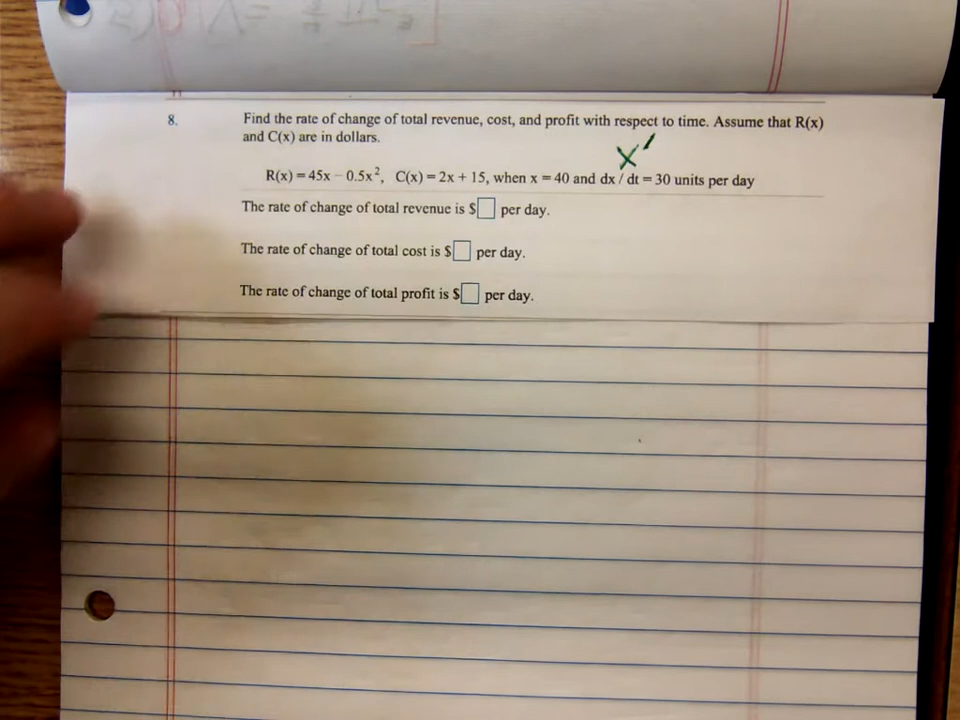 8. Find the rate of change of total revenue, cost, and profit with respect to time. Assume that R(x)
and C(x) are in dollars.
x′
R(x) = 45x − 0.5x², C(x) = 2x + 15, when x = 40 and dx / dt = 30 units per day
The rate of change of total revenue is $ per day.
The rate of change of total cost is $ per day.
The rate of change of total profit is $ per day.